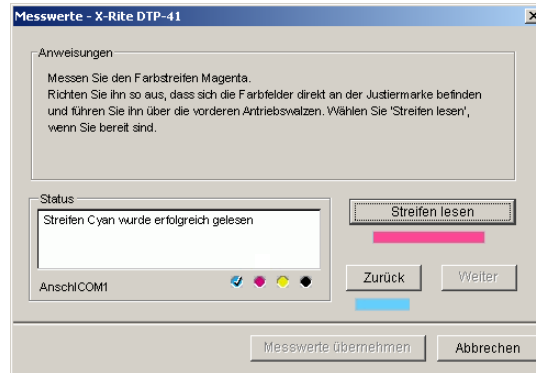 Messwerte - X-Rite DTP-41
Anweisungen
Messen Sie den Farbstreifen Magenta.
Richten Sie ihn so aus, dass sich die Farbfelder direkt an der Justiermarke befinden
und führen Sie ihn über die vorderen Antriebswalzen. Wählen Sie 'Streifen lesen',
wenn Sie bereit sind.
Status
Streifen Cyan wurde erfolgreich gelesen
Streifen lesen
AnschlCOM1
Zurück
Weiter
Messwerte übernehmen
Abbrechen